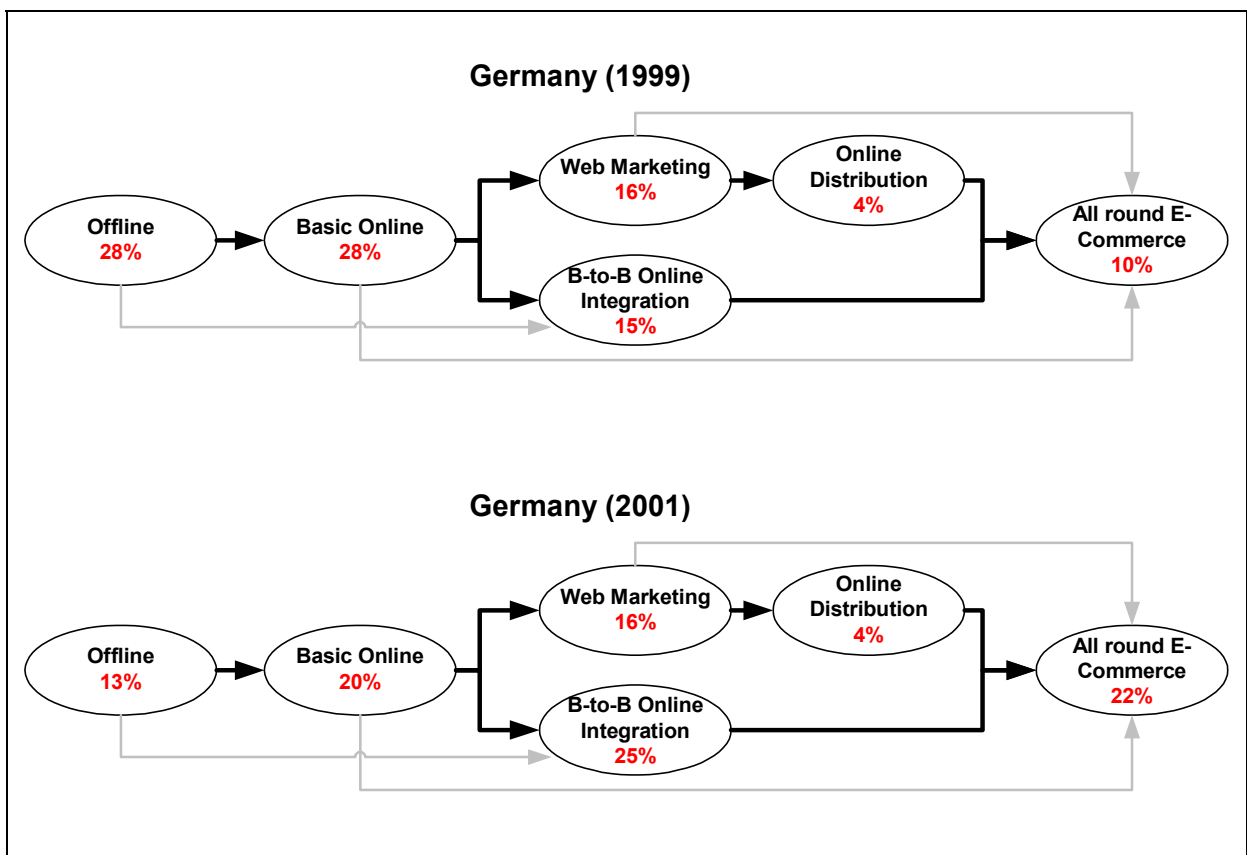 Germany (1999)
Offline
28%
Basic Online
28%
Web Marketing
16%
Online
Distribution
4%
B-to-B Online
Integration
15%
All round E-
Commerce
10%
Germany (2001)
Offline
13%
Basic Online
20%
Web Marketing
16%
Online
Distribution
4%
B-to-B Online
Integration
25%
All round E-
Commerce
22%